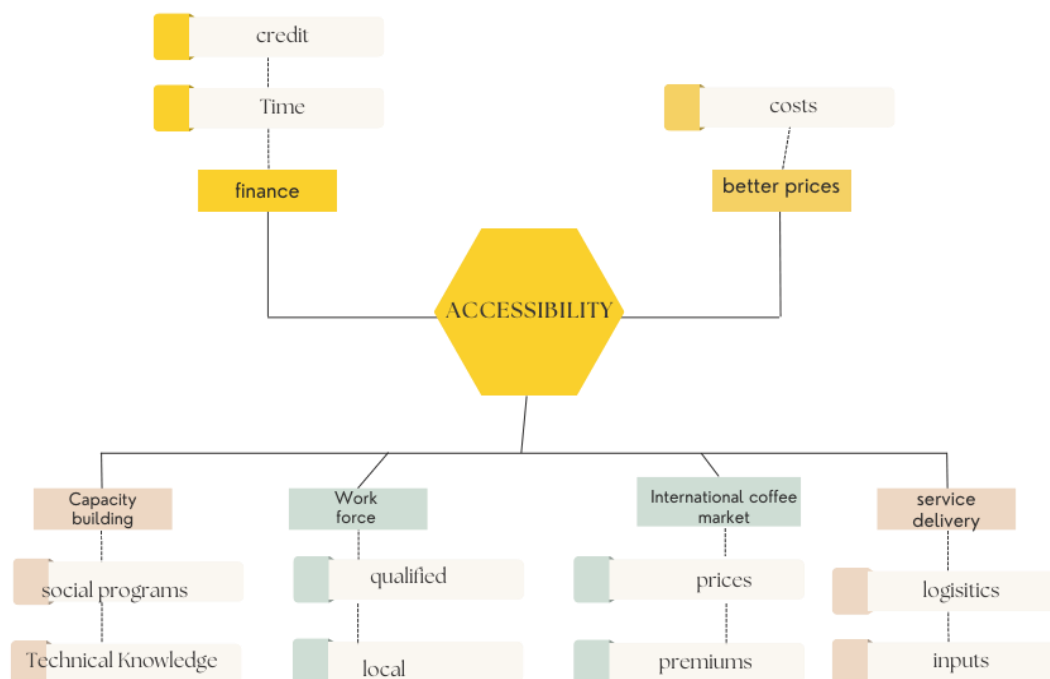 credit
Time
costs
finance
better prices
ACCESSIBILITY
Capacity
building
Work
force
International coffee
market
service
delivery
social programs
qualified
prices
logisitics
Technical Knowledge
local
premiums
inputs